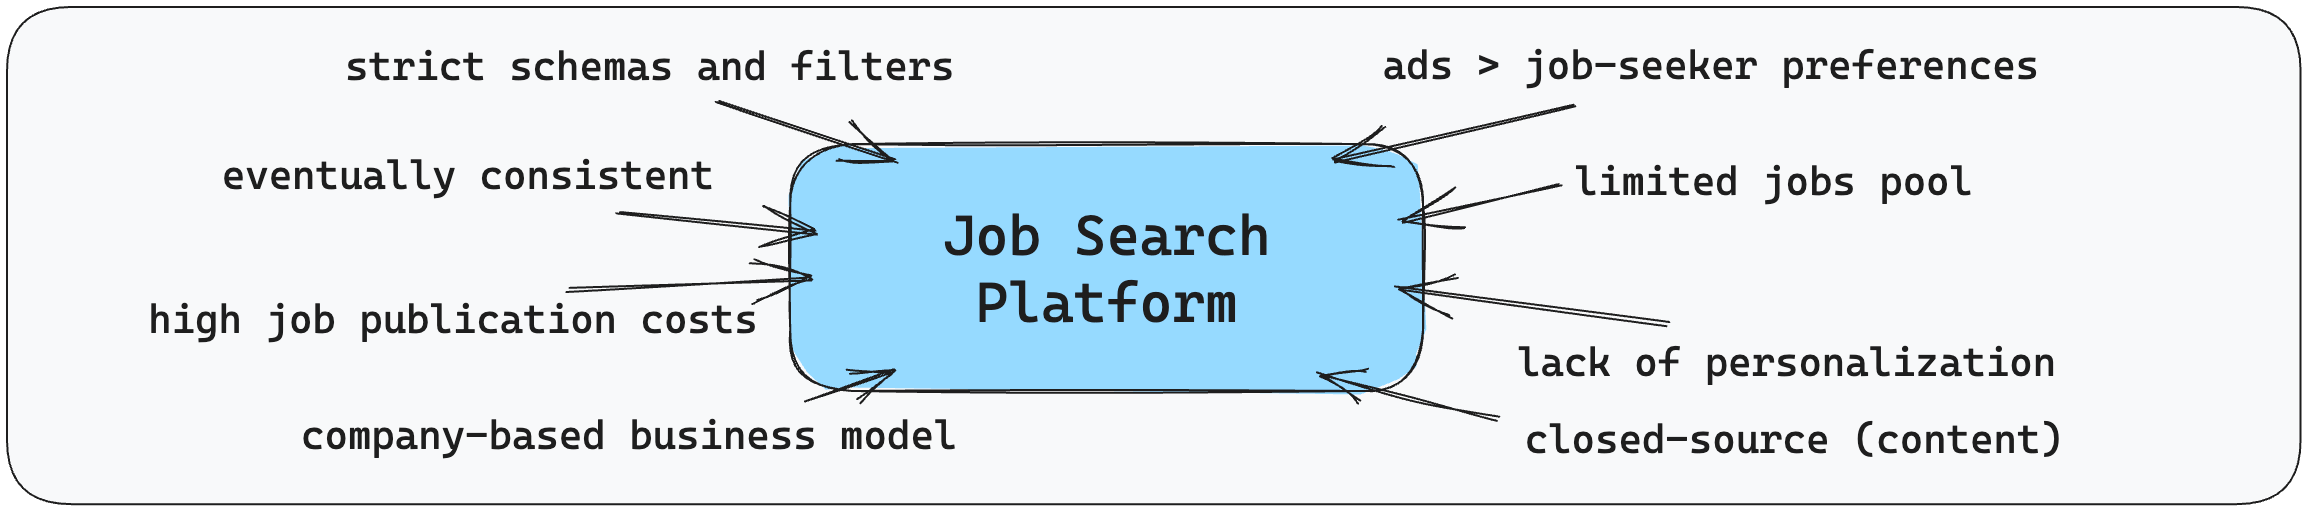 strict schemas and filters
ads > job-seeker preferences
eventually consistent
limited jobs pool
Job Search
Platform
high job publication costs
lack of personalization
company-based business model
closed-source (content)